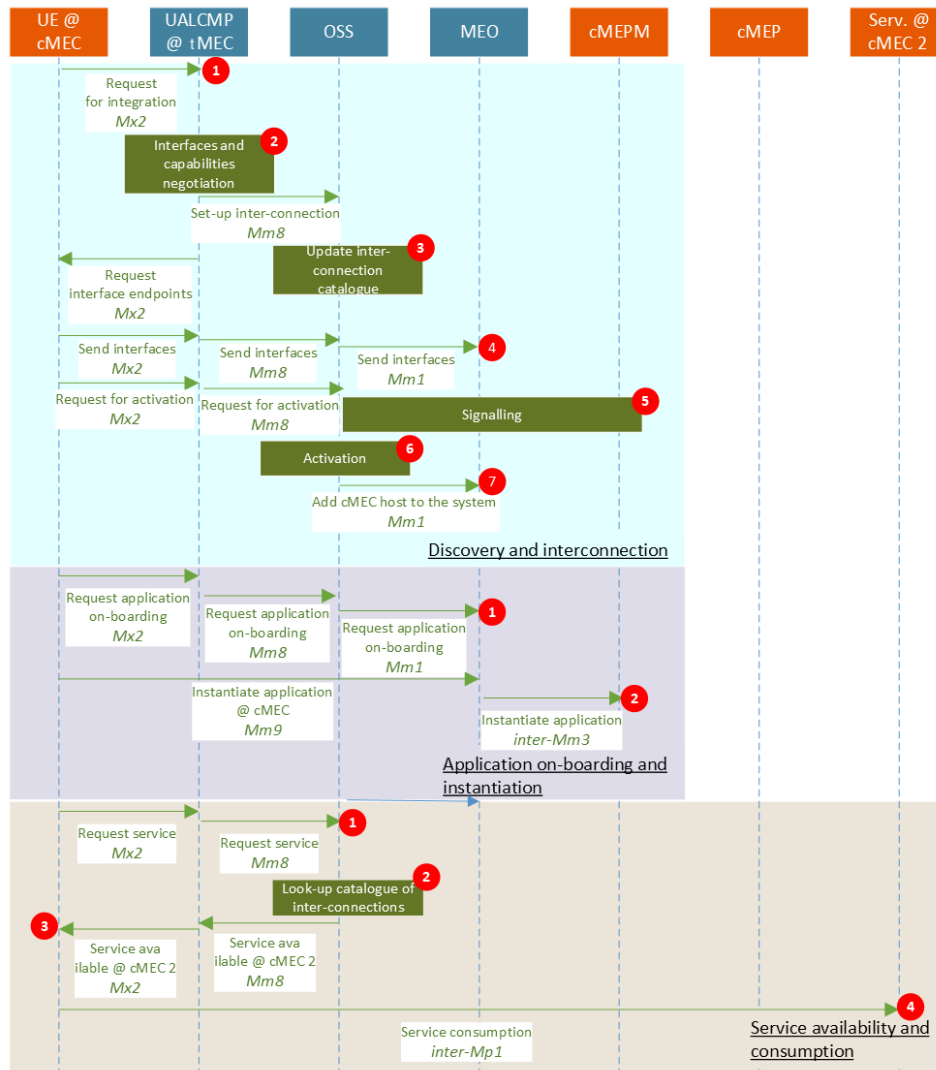 UE @
cMEC
UALCMP
@ tMEC
OSS
MEO
cMEPM
cMEP
Serv. @
cMEC 2
1
Request
for integration
Mx2
2
Interfaces and
capabilities
negotiation
Set-up inter-connection
Mm8
3
Update inter-
connection
catalogue
Request
interface endpoints
Mx2
Send interfaces
Mx2
Send interfaces
Mm8
Send interfaces
Mm1
4
Request for activation
Mx2
Request for activation
Mm8
5
Signalling
6
Activation
7
Add cMEC host to the system
Mm1
Discovery and interconnection
Request application
on-boarding
Mx2
Request application
on-boarding
Mm8
1
Request application
on-boarding
Mm1
Instantiate application
@ cMEC
Mm9
2
Instantiate application
inter-Mm3
Application on-boarding and
instantiation
Request service
Mx2
1
Request service
Mm8
2
Look-up catalogue of
inter-connections
3
Service ava
ilable @ cMEC 2
Mx2
Service ava
ilable @ cMEC 2
Mm8
4
Service consumption
inter-Mp1
Service availability and
consumption